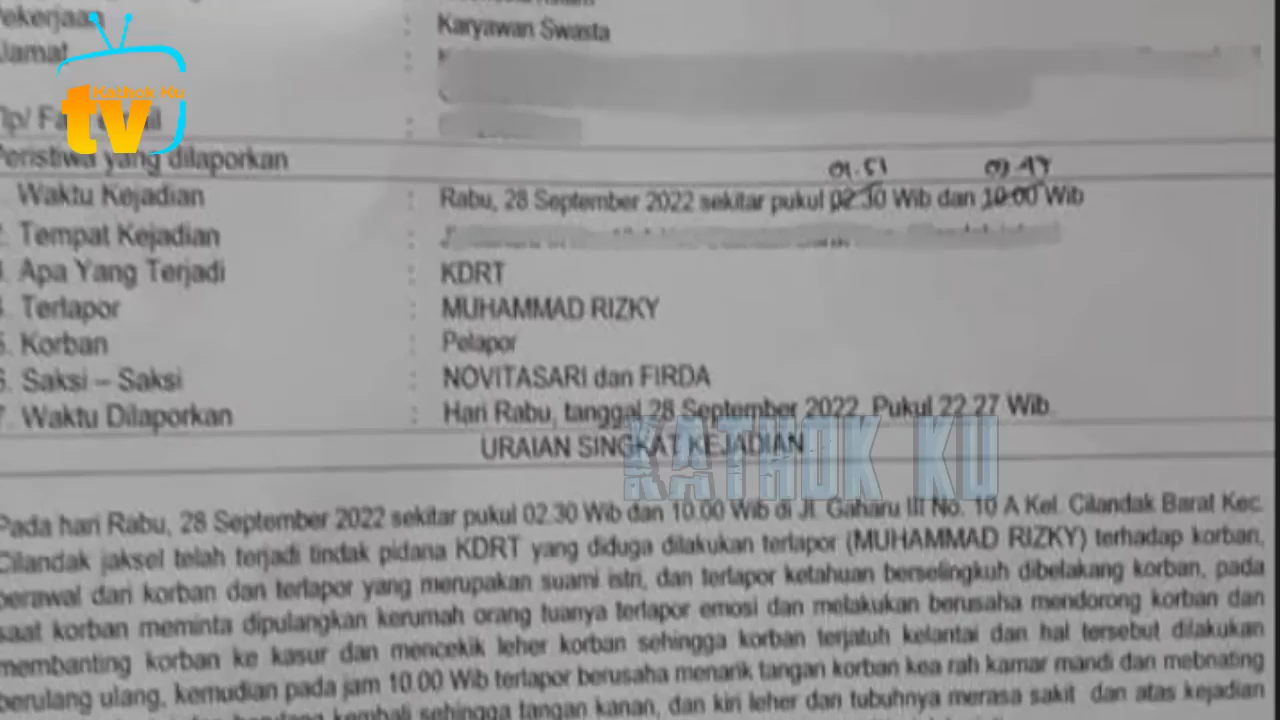 Pekerjaan : Karyawan Swasta
Alamat :
Kathok Ku
tv
Peristiwa yang dilaporkan
01.51 09.47
Waktu Kejadian : Rabu, 28 September 2022 sekitar pukul 02.30 Wib dan 10.00 Wib
2. Tempat Kejadian :
3. Apa Yang Terjadi : KDRT
4. Terlapor : MUHAMMAD RIZKY
5. Korban : Pelapor
6. Saksi – Saksi : NOVITASARI dan FIRDA
7. Waktu Dilaporkan : Hari Rabu, tanggal 28 September 2022, Pukul 22.27 Wib
URAIAN SINGKAT KEJADIAN
KATHOK KU
Pada hari Rabu, 28 September 2022 sekitar pukul 02.30 Wib dan 10.00 Wib di Jl. Gaharu III No. 10 A Kel. Cilandak Barat Kec.
Cilandak jaksel telah terjadi tindak pidana KDRT yang diduga dilakukan terlapor (MUHAMMAD RIZKY) terhadap korban,
berawal dari korban dan terlapor yang merupakan suami istri, dan terlapor ketahuan berselingkuh dibelakang korban, pada
saat korban meminta dipulangkan kerumah orang tuanya terlapor emosi dan melakukan berusaha mendorong korban dan
membanting korban ke kasur dan mencekik leher korban sehingga korban terjatuh kelantai dan hal tersebut dilakukan
berulang ulang, kemudian pada jam 10.00 Wib terlapor berusaha menarik tangan korban kea rah kamar mandi dan mebnating
kembali sehingga tangan kanan, dan kiri leher dan tubuhnya merasa sakit dan atas kejadian